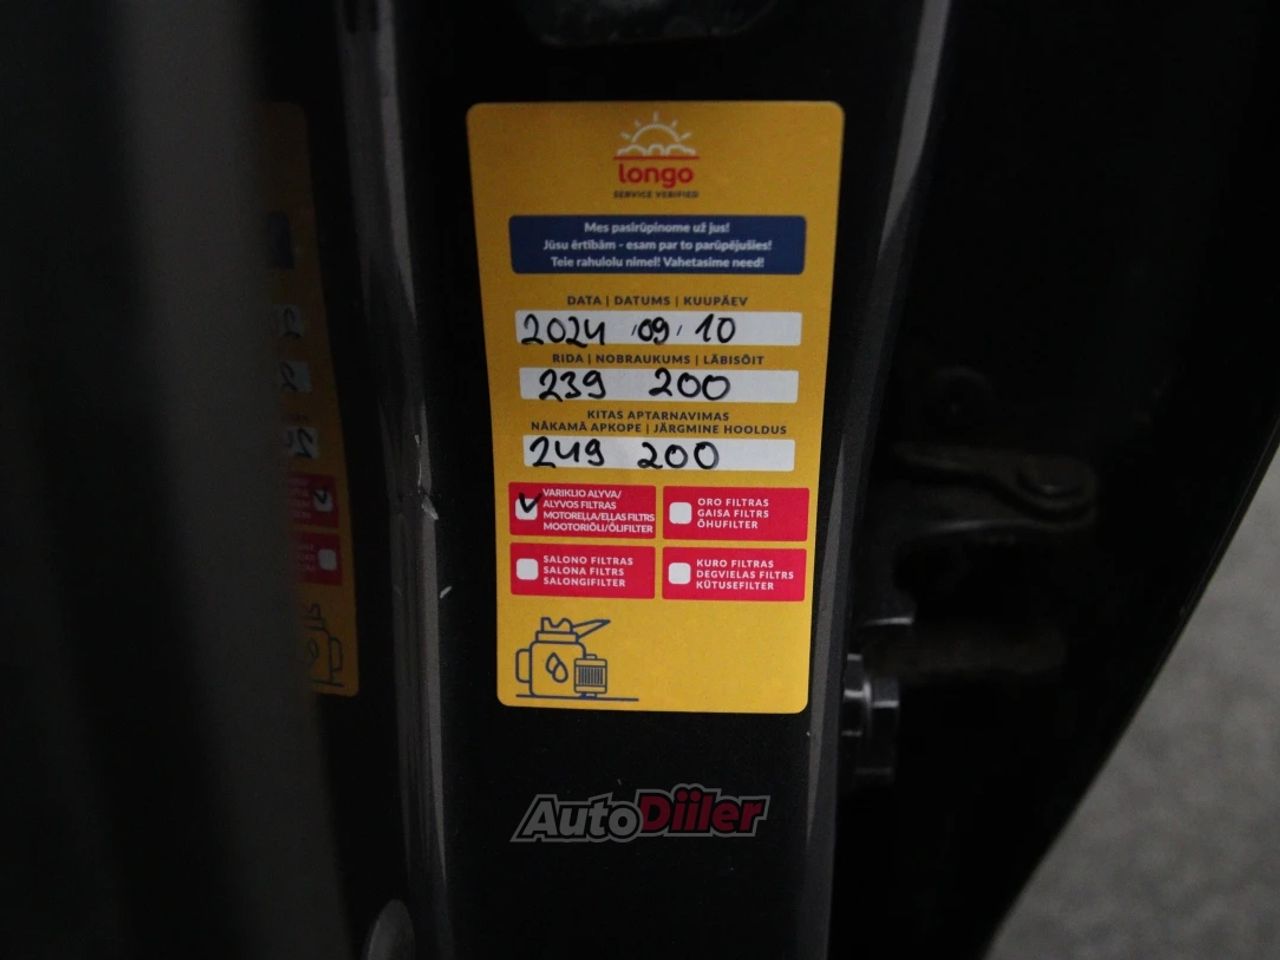 longo
SERVICE VERIFIED
Mes pasirūpinome už jus!
Jūsu ērtībām - esam par to parūpējušies!
Teie rahulolu nimel! Vahetasime need!
DATA | DATUMS | KUUPÄEV
2024 / 09 / 10
RIDA | NOBRAUKUMS | LÄBISÕIT
239 200
KITAS APTARNAVIMAS
NĀKAMĀ APKOPE | JÄRGMINE HOOLDUS
249 200
VARIKLIO ALYVA/
ALYVOS FILTRAS
MOTOREĻĻA/EĻĻAS FILTRS
MOOTORIÕLI/ÕLIFILTER
ORO FILTRAS
GAISA FILTRS
ÕHUFILTER
SALONO FILTRAS
SALONA FILTRS
SALONGIFILTER
KURO FILTRAS
DEGVIELAS FILTRS
KÜTUSEFILTER
AutoDiiler